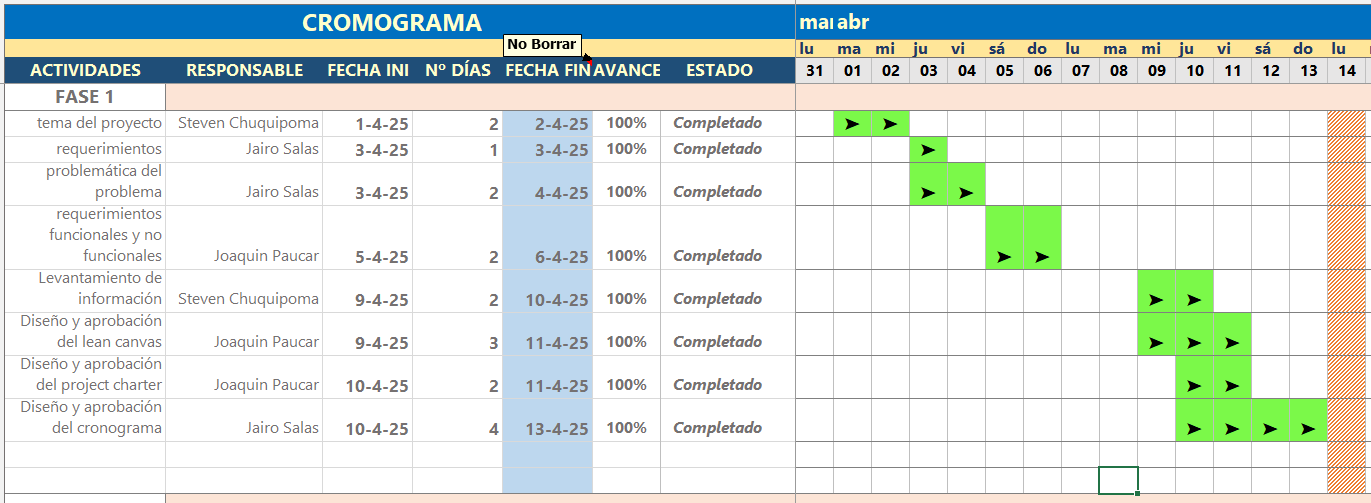 CROMOGRAMA
mar abr
No Borrar
lu ma mi ju vi sá do lu ma mi ju vi sá do lu
ACTIVIDADES RESPONSABLE FECHA INI Nº DÍAS FECHA FIN AVANCE ESTADO 31 01 02 03 04 05 06 07 08 09 10 11 12 13 14
FASE 1
tema del proyecto Steven Chuquipoma 1-4-25 2 2-4-25 100% Completado
requerimientos Jairo Salas 3-4-25 1 3-4-25 100% Completado
problemática del
problema Jairo Salas 3-4-25 2 4-4-25 100% Completado
requerimientos
funcionales y no
funcionales Joaquin Paucar 5-4-25 2 6-4-25 100% Completado
Levantamiento de
información Steven Chuquipoma 9-4-25 2 10-4-25 100% Completado
Diseño y aprobación
del lean canvas Joaquin Paucar 9-4-25 3 11-4-25 100% Completado
Diseño y aprobación
del project charter Joaquin Paucar 10-4-25 2 11-4-25 100% Completado
Diseño y aprobación
del cronograma Jairo Salas 10-4-25 4 13-4-25 100% Completado